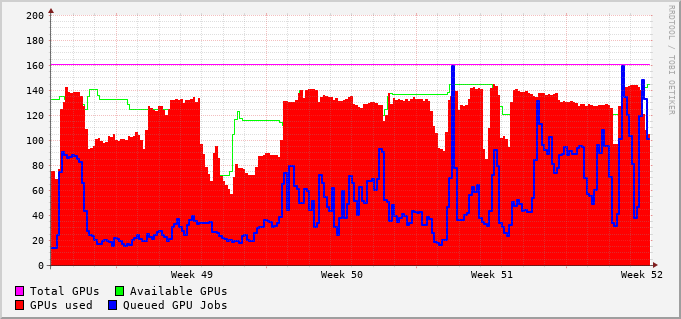 200
180
160
140
120
100
80
60
40
20
0
Week 49 Week 50 Week 51 Week 52
Total GPUs Available GPUs
GPUs used Queued GPU Jobs
RRDTOOL / TOBI OETIKER